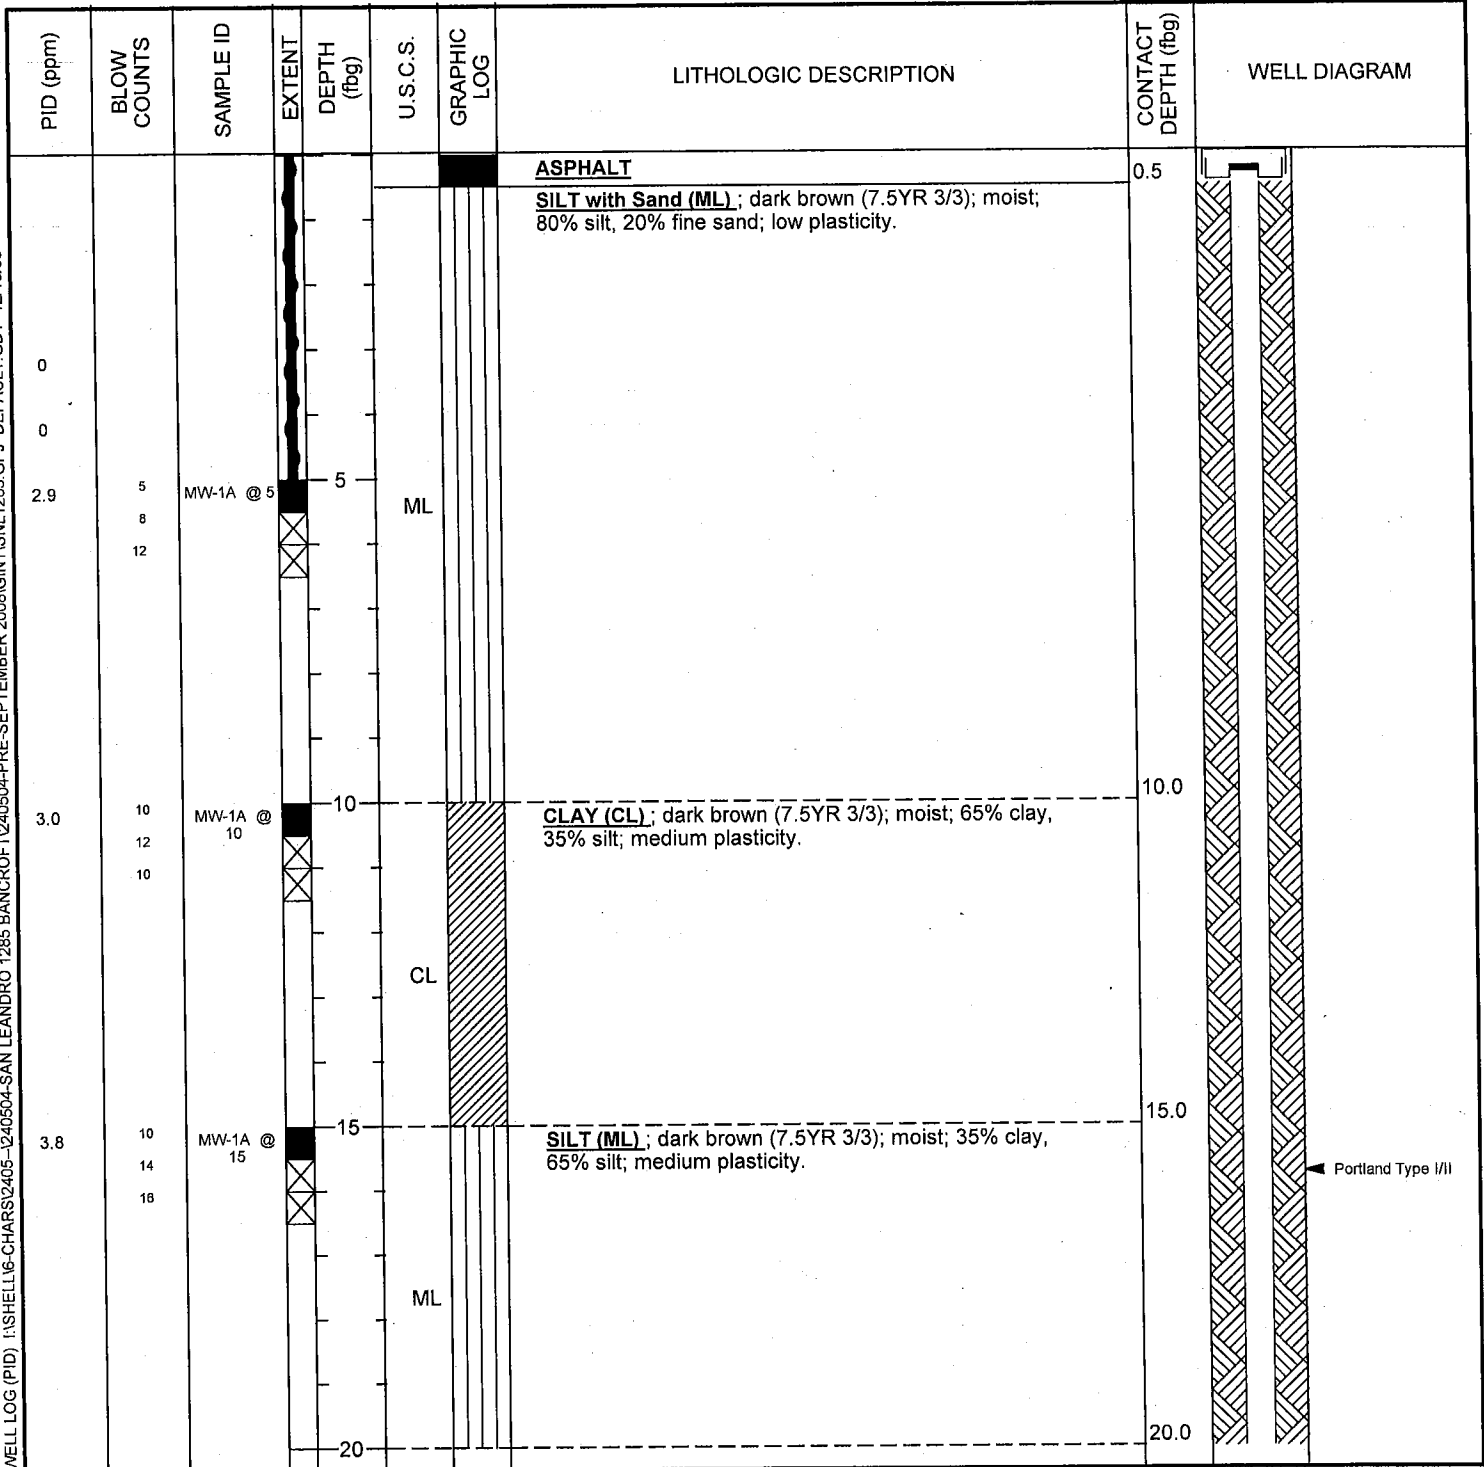 PID (ppm)
BLOW
COUNTS
SAMPLE ID
EXTENT
DEPTH
(fbg)
U.S.C.S.
GRAPHIC
LOG
LITHOLOGIC DESCRIPTION
CONTACT
DEPTH (fbg)
WELL DIAGRAM
ASPHALT
0.5
SILT with Sand (ML) ; dark brown (7.5YR 3/3); moist;
80% silt, 20% fine sand; low plasticity.
0
0
2.9
5
8
12
MW-1A @ 5
5
ML
10.0
3.0
10
12
10
MW-1A @
10
10
CLAY (CL) ; dark brown (7.5YR 3/3); moist; 65% clay,
35% silt; medium plasticity.
CL
15.0
3.8
10
14
16
MW-1A @
15
15
SILT (ML) ; dark brown (7.5YR 3/3); moist; 35% clay,
65% silt; medium plasticity.
Portland Type I/II
ML
20
20.0
WELL LOG (PID) I:\SHELL\6-CHARS\2405--\240504-SAN LEANDRO 1285 BANCROFT\240504-PRE-SEPTEMBER